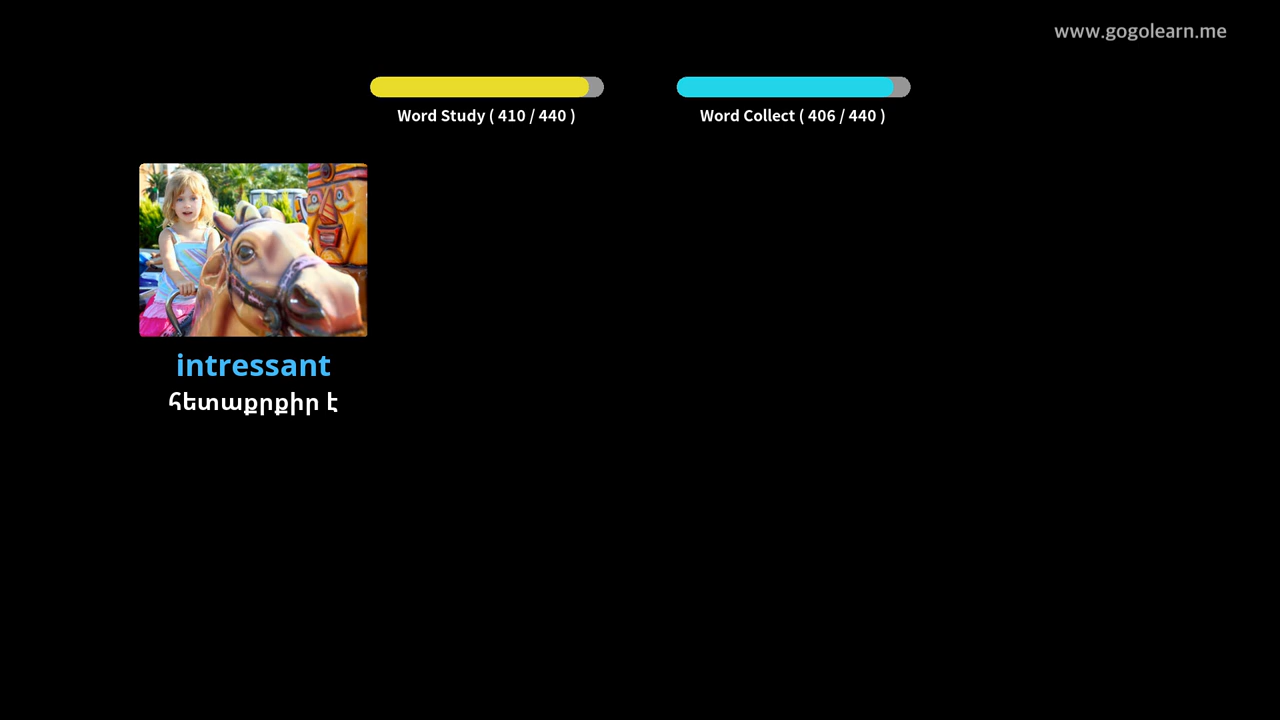 www.gogolearn.me
Word Study ( 410 / 440 )
Word Collect ( 406 / 440 )
intressant
հետաքրքիր է